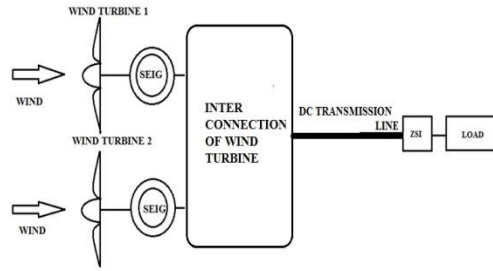 WIND TURBINE 1
SEIG
WIND
INTER
CONNECTION
OF WIND
TURBINE
DC TRANSMISSION
LINE
ZSI
LOAD
WIND TURBINE 2
SEIG
WIND